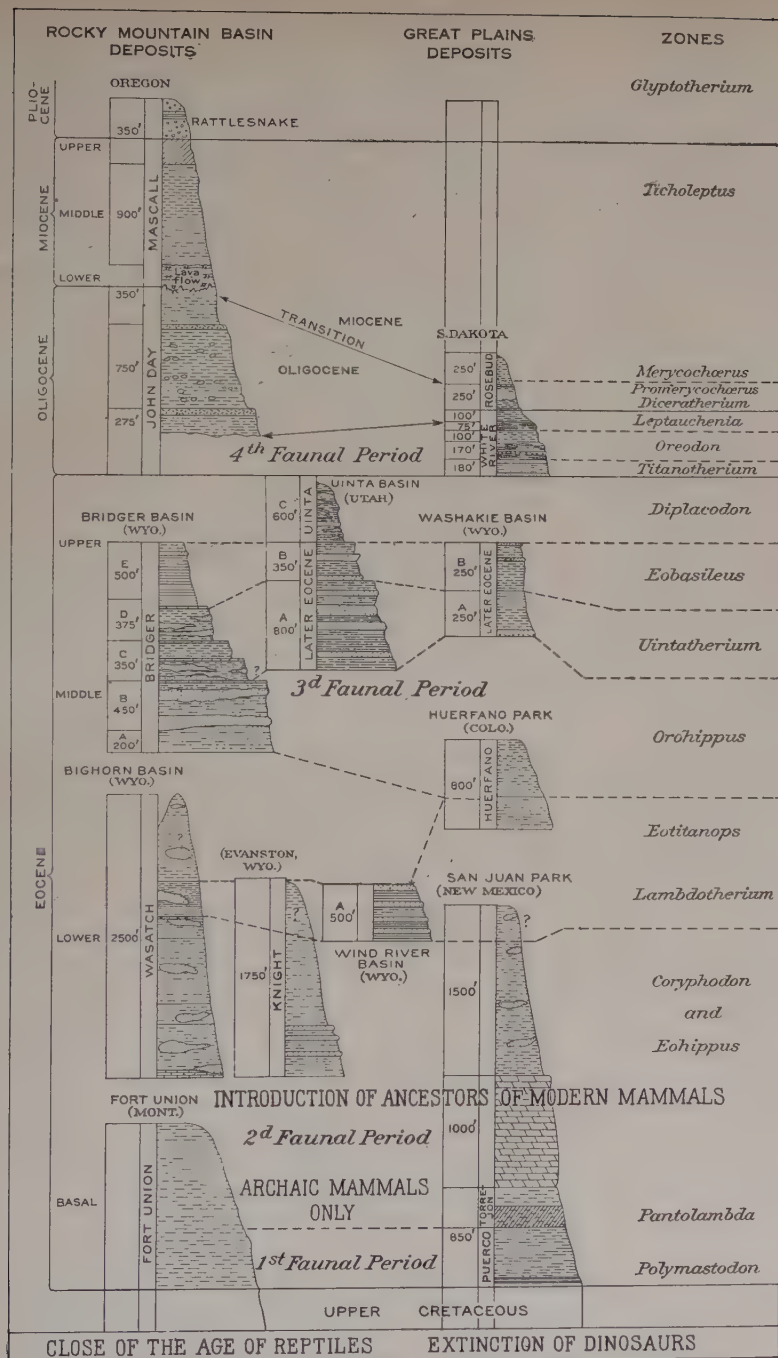 ROCKY MOUNTAIN BASIN
DEPOSITS
GREAT PLAINS
DEPOSITS
ZONES
PLIO-
CENE
OREGON
350'
RATTLESNAKE
Glyptotherium
MIOCENE
UPPER
MIDDLE
LOWER
900'
MASCALL
Lava
flow
Ticholeptus
OLIGOCENE
350'
750'
275'
JOHN DAY
TRANSITION
MIOCENE
OLIGOCENE
4th Faunal Period
S. DAKOTA
250'
250'
ROSEBUD
100'
75'
100'
170'
180'
WHITE
RIVER
Merycochœrus
Promerycochœrus
Diceratherium
Leptauchenia
Oreodon
Titanotherium
EOCENE
UPPER
MIDDLE
LOWER
BASAL
BRIDGER BASIN
(WYO.)
E
500'
D
375'
C
350'
B
450'
A
200'
BRIDGER
?
UINTA BASIN
(UTAH)
C
600'
B
350'
A
800'
UINTA
LATER EOCENE
WASHAKIE BASIN
(WYO.)
B
250'
A
250'
LATER EOCENE
Diplacodon
Eobasileus
Uintatherium
3d Faunal Period
HUERFANO PARK
(COLO.)
800'
HUERFANO
Orohippus
Eotitanops
BIGHORN BASIN
(WYO.)
2500'
WASATCH
?
(EVANSTON,
WYO.)
1750'
KNIGHT
?
A
500'
WIND RIVER
BASIN
(WYO.)
SAN JUAN PARK
(NEW MEXICO)
?
1500'
1000'
850'
TORRE-
JON
PUERCO
Lambdotherium
Coryphodon
and
Eohippus
FORT UNION
(MONT.)
FORT UNION
INTRODUCTION OF ANCESTORS OF MODERN MAMMALS
2d Faunal Period
ARCHAIC MAMMALS
ONLY
1st Faunal Period
Pantolambda
Polymastodon
UPPER CRETACEOUS
CLOSE OF THE AGE OF REPTILES EXTINCTION OF DINOSAURS